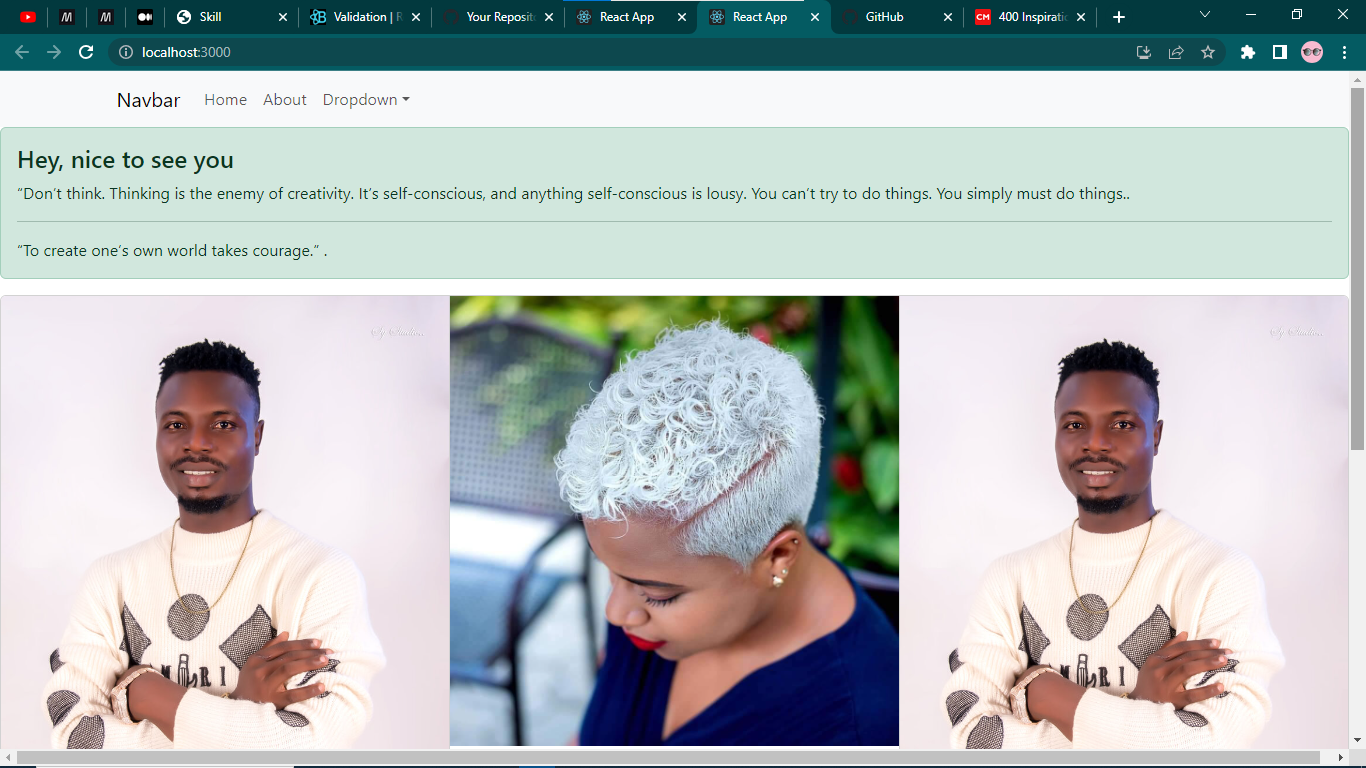 Skill
Validation | R
Your Reposit
React App
React App
GitHub
400 Inspiratio
localhost:3000
Navbar
Home
About
Dropdown
Hey, nice to see you
“Don’t think. Thinking is the enemy of creativity. It’s self-conscious, and anything self-conscious is lousy. You can’t try to do things. You simply must do things..
“To create one’s own world takes courage.” .